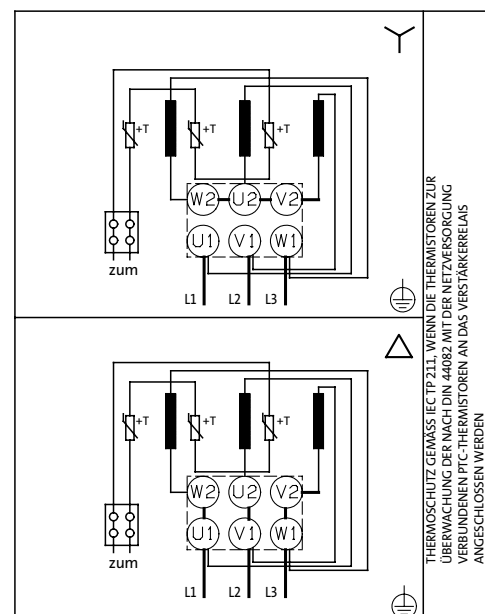 +T +T +T
W2 U2 V2
U1 V1 W1
zum
L1 L2 L3
+T +T +T
W2 U2 V2
U1 V1 W1
zum
L1 L2 L3
THERMOSCHUTZ GEMÄSS IEC TP 211, WENN DIE THERMISTOREN ZUR
ÜBERWACHUNG DER NACH DIN 44082 MIT DER NETZVERSORGUNG
VERBUNDENEN PTC-THERMISTOREN AN DAS VERSTÄRKERRELAIS
ANGESCHLOSSEN WERDEN